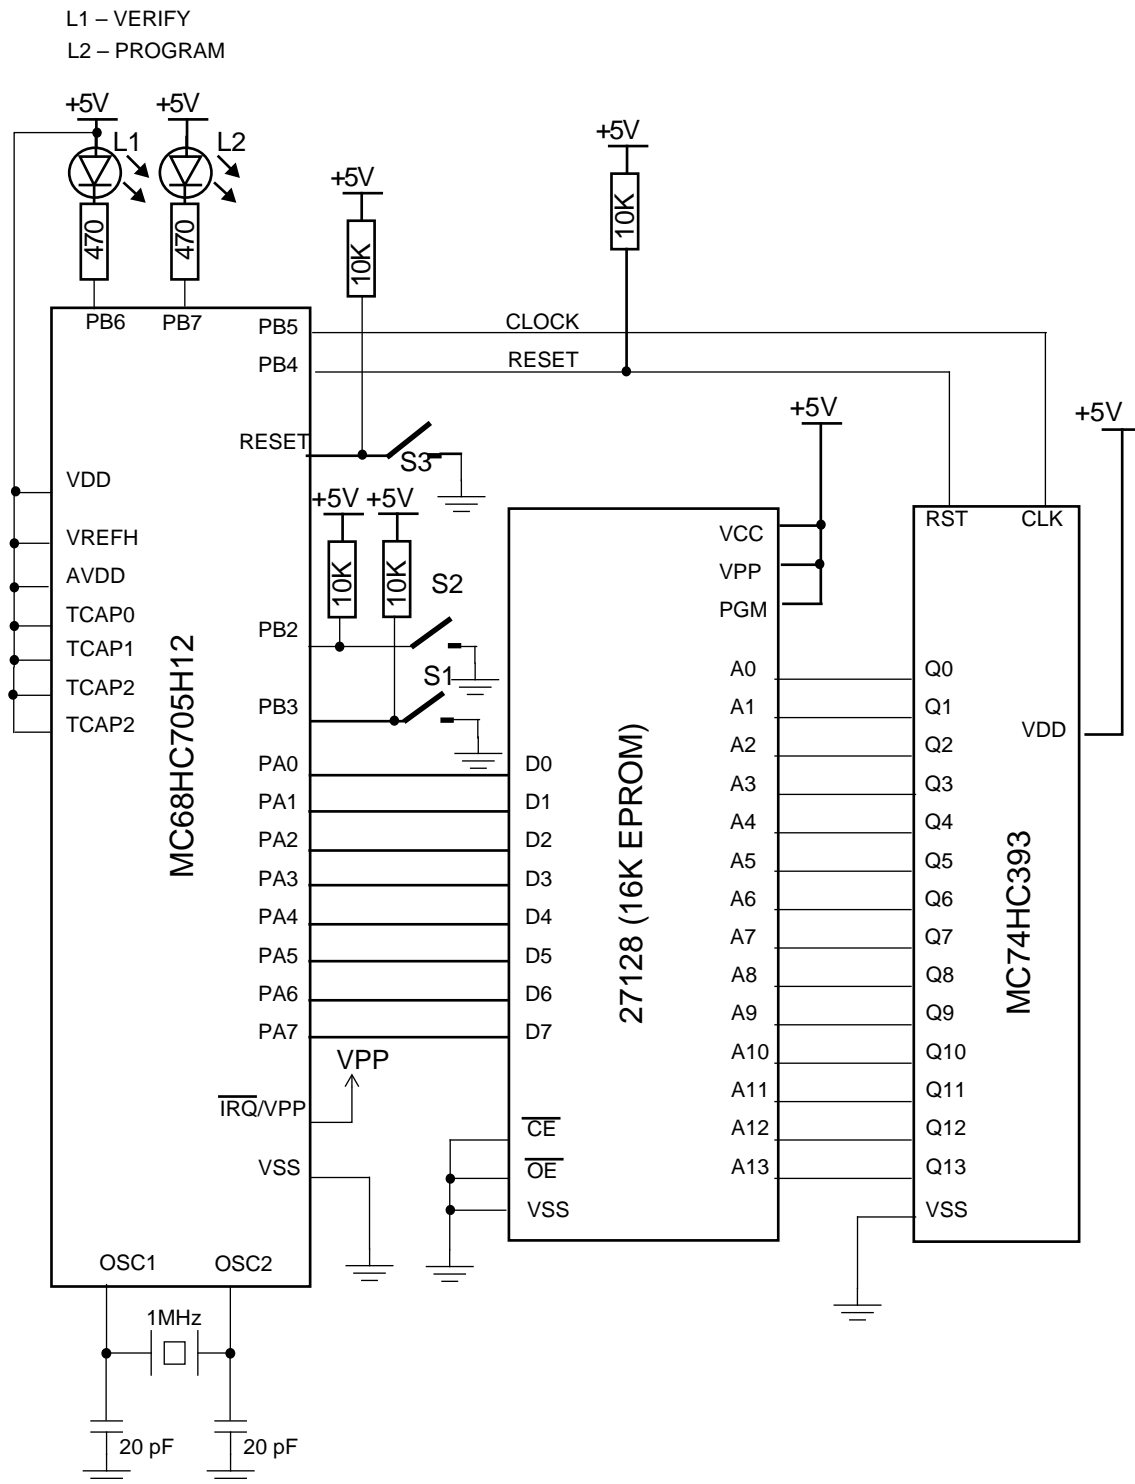 L1 – VERIFY
L2 – PROGRAM
+5V
+5V
L1
L2
470
470
+5V
10K
+5V
10K
PB6
PB7
PB5
CLOCK
PB4
RESET
RESET
S3
+5V
+5V
10K
10K
S2
PB2
S1
PB3
VDD
VREFH
AVDD
TCAP0
TCAP1
TCAP2
TCAP2
MC68HC705H12
PA0
PA1
PA2
PA3
PA4
PA5
PA6
PA7
VPP
IRQ/VPP
VSS
OSC1
OSC2
1MHz
20 pF
20 pF
+5V
VCC
VPP
PGM
D0
D1
D2
D3
D4
D5
D6
D7
CE
OE
VSS
27128 (16K EPROM)
A0
A1
A2
A3
A4
A5
A6
A7
A8
A9
A10
A11
A12
A13
+5V
RST
CLK
Q0
Q1
Q2
Q3
Q4
Q5
Q6
Q7
Q8
Q9
Q10
Q11
Q12
Q13
VSS
VDD
MC74HC393